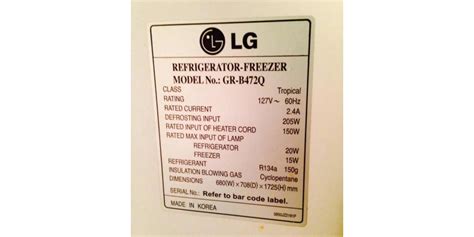 LG
REFRIGERATOR-FREEZER
MODEL No.: GR-B472Q
CLASS Tropical
RATING 127V~ 60Hz
RATED CURRENT 2.4A
DEFROSTING INPUT 205W
RATED INPUT OF HEATER CORD 150W
RATED MAX INPUT OF LAMP
REFRIGERATOR 20W
FREEZER 15W
REFRIGERANT R134a 150g
INSULATION BLOWING GAS Cyclopentane
DIMENSIONS 680(W)×708(D)×1725(H)mm
SERIAL No.: Refer to bar code label.
MADE IN KOREA